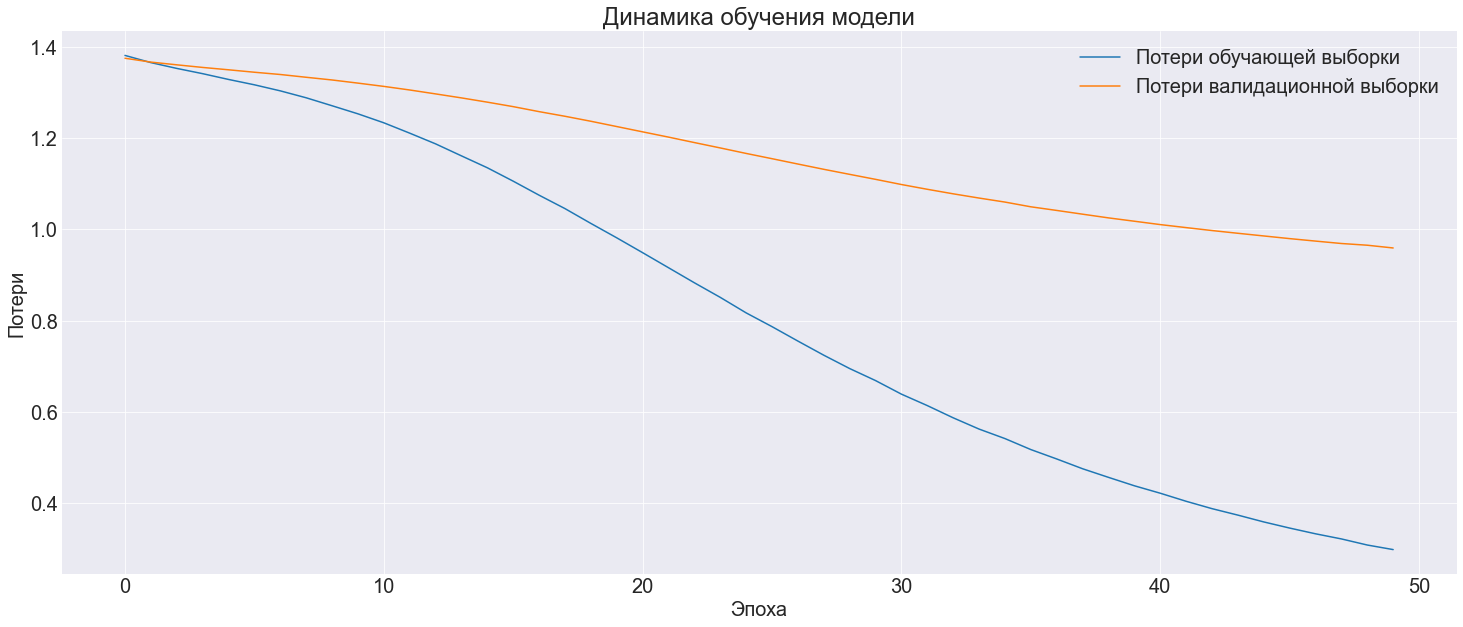 Динамика обучения модели
Потери обучающей выборки
Потери валидационной выборки
Потери
1.4
1.2
1.0
0.8
0.6
0.4
0 10 20 30 40 50
Эпоха